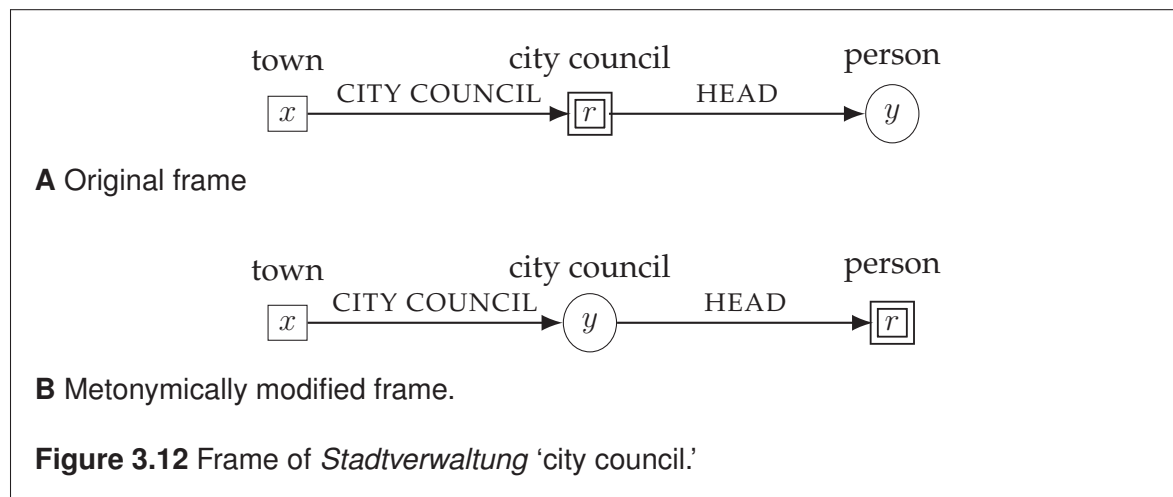 town city council person
CITY COUNCIL HEAD
x r y
A Original frame
town city council person
CITY COUNCIL HEAD
x y r
B Metonymically modified frame.
Figure 3.12 Frame of Stadtverwaltung ‘city council.’